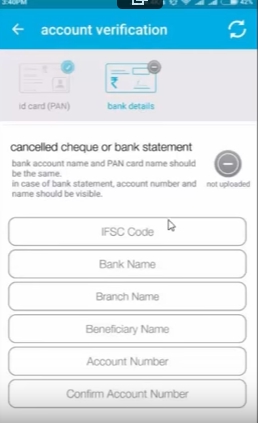 3:40PM
42%
account verification
id card (PAN)
bank details
cancelled cheque or bank statement
bank account name and PAN card name should
be the same.
in case of bank statement, account number and
name should be visible.
not uploaded
IFSC Code
Bank Name
Branch Name
Beneficiary Name
Account Number
Confirm Account Number